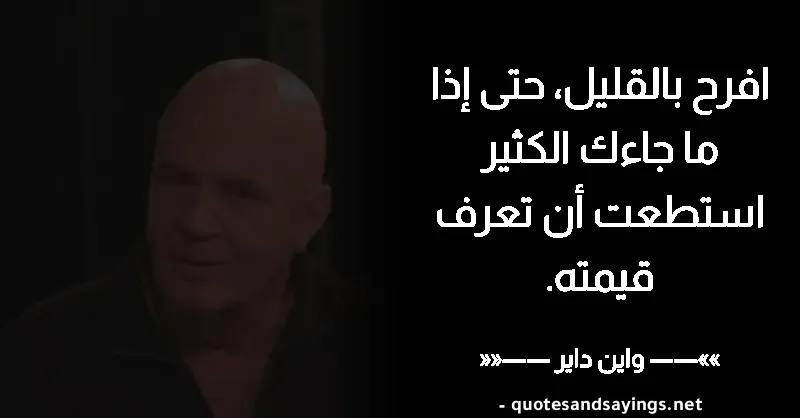 افرح بالقليل، حتى إذا
ما جاءك الكثير
استطعت أن تعرف
قيمته.
»»—— واين داير ——««
- quotesandsayings.net